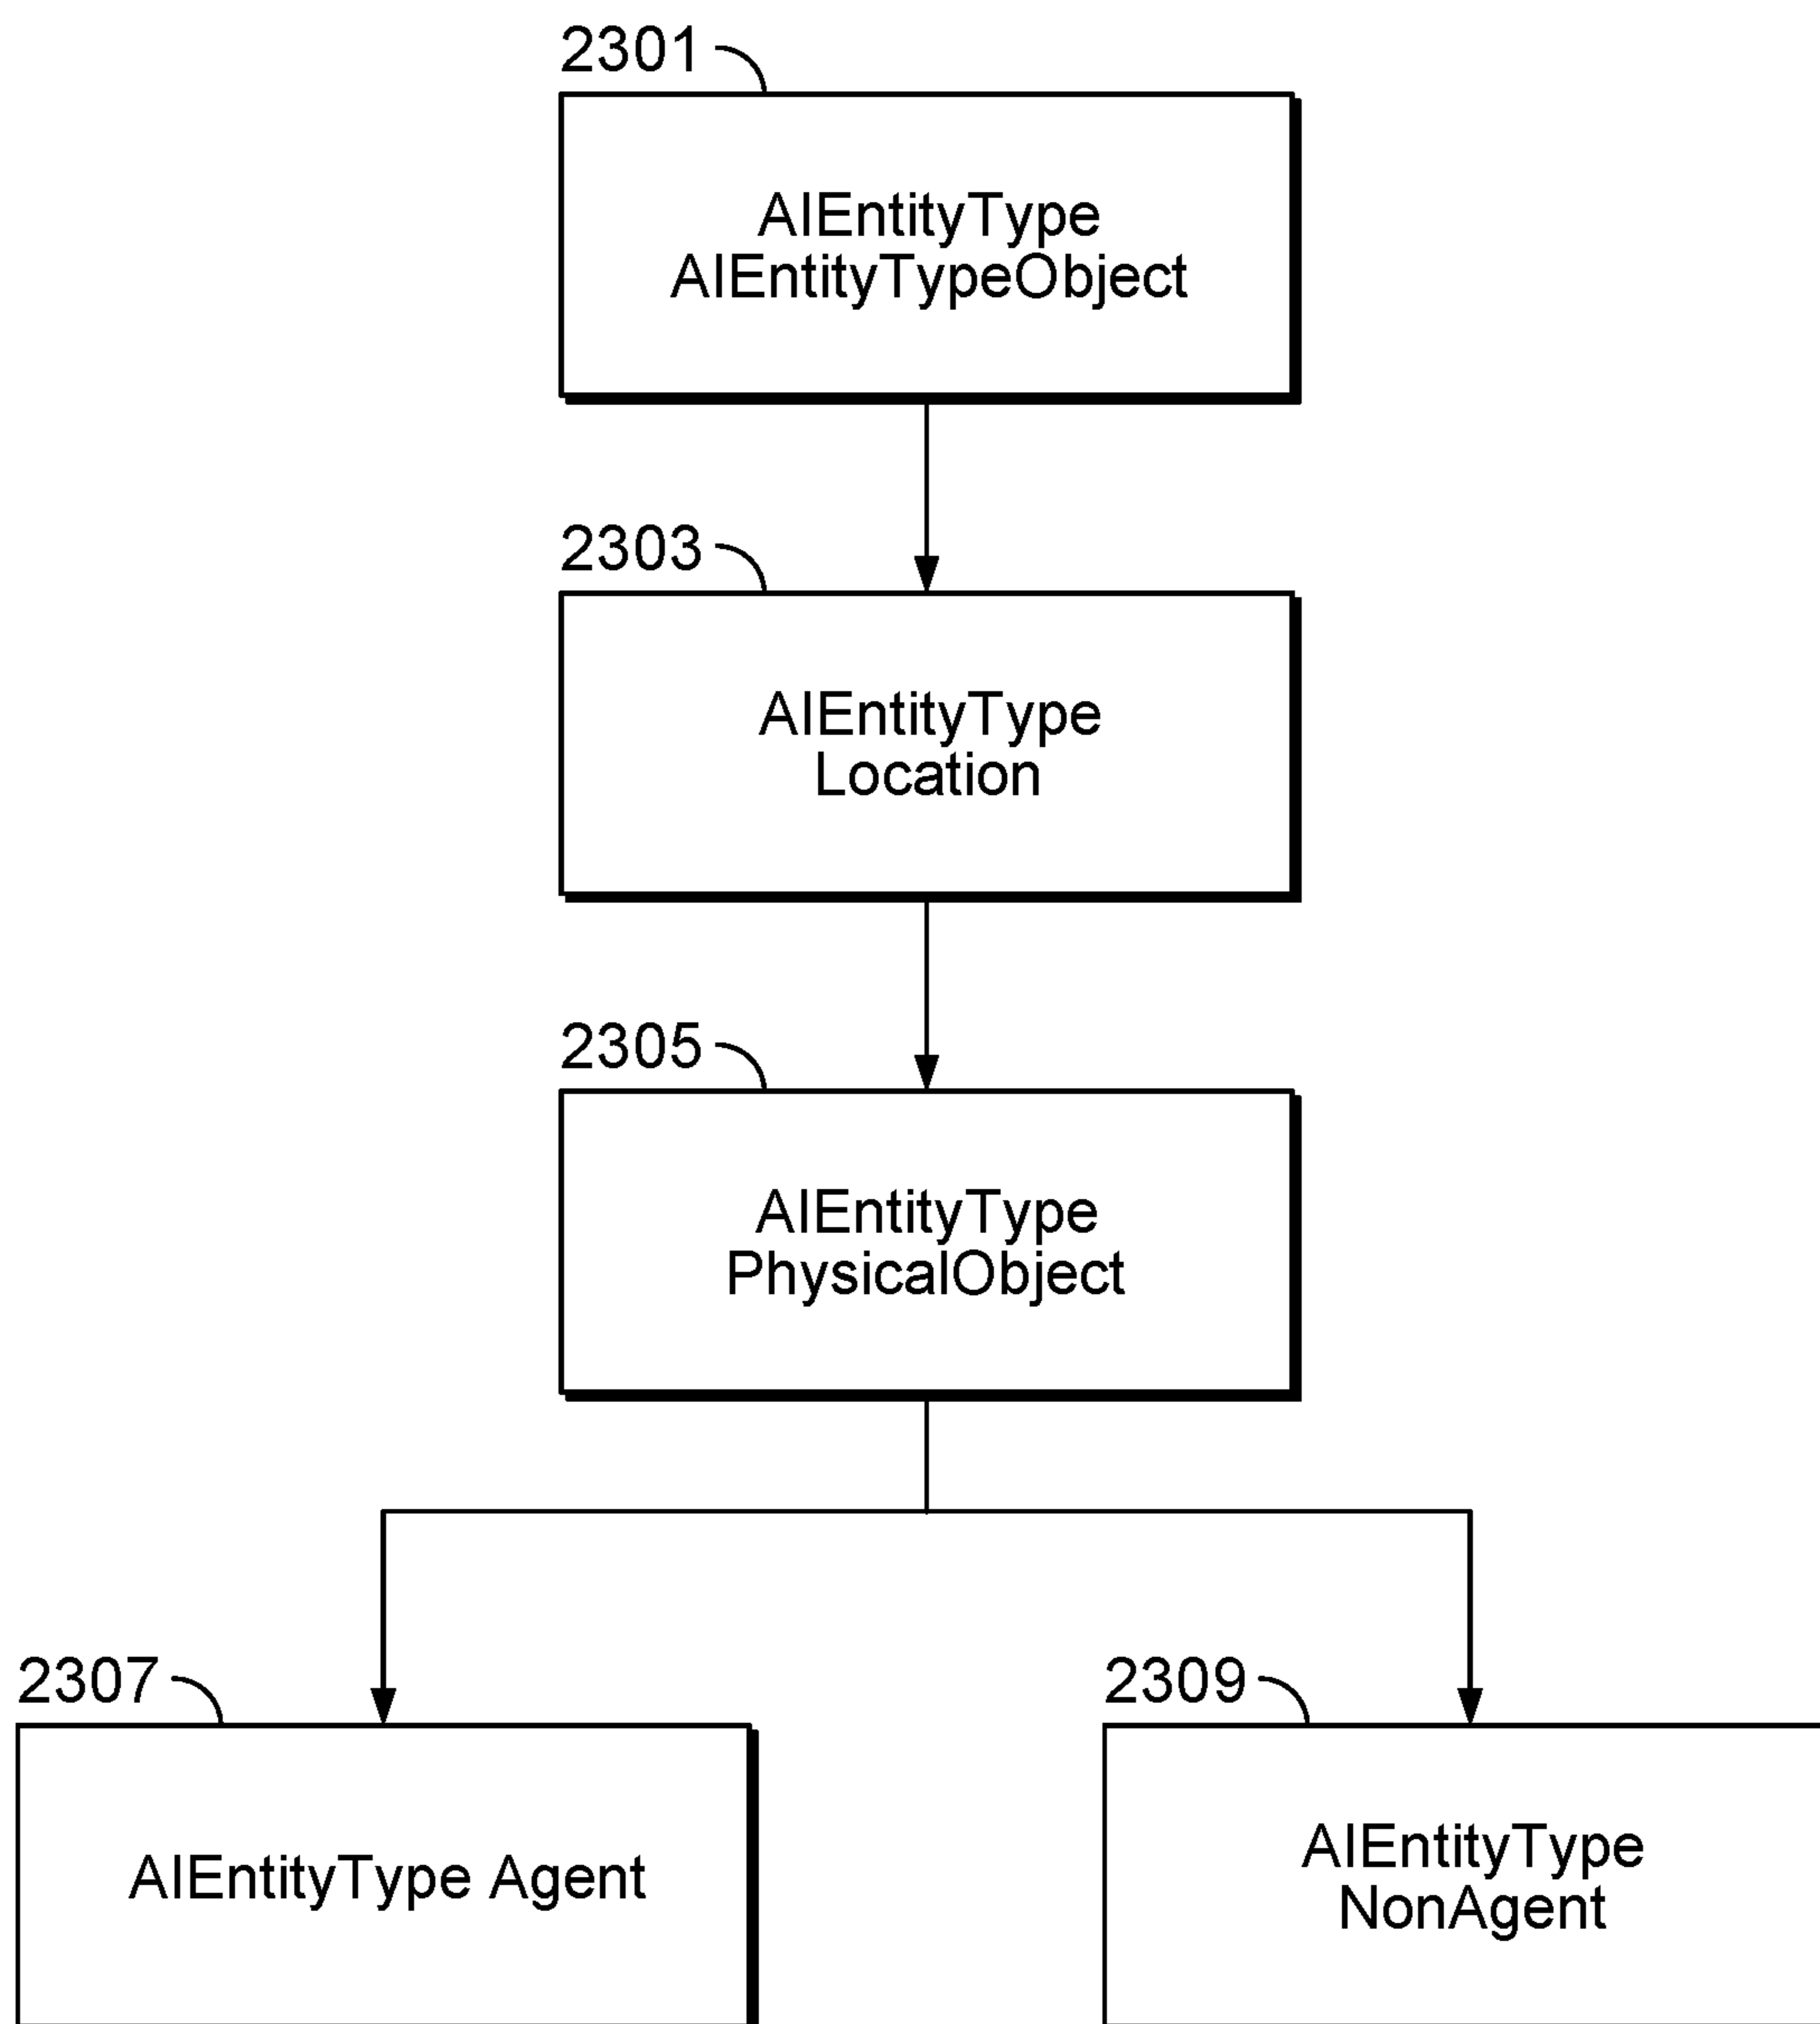 2301
AIEntityType
AIEntityTypeObject
2303
AIEntityType
Location
2305
AIEntityType
PhysicalObject
2307
AIEntityType Agent
2309
AIEntityType
NonAgent